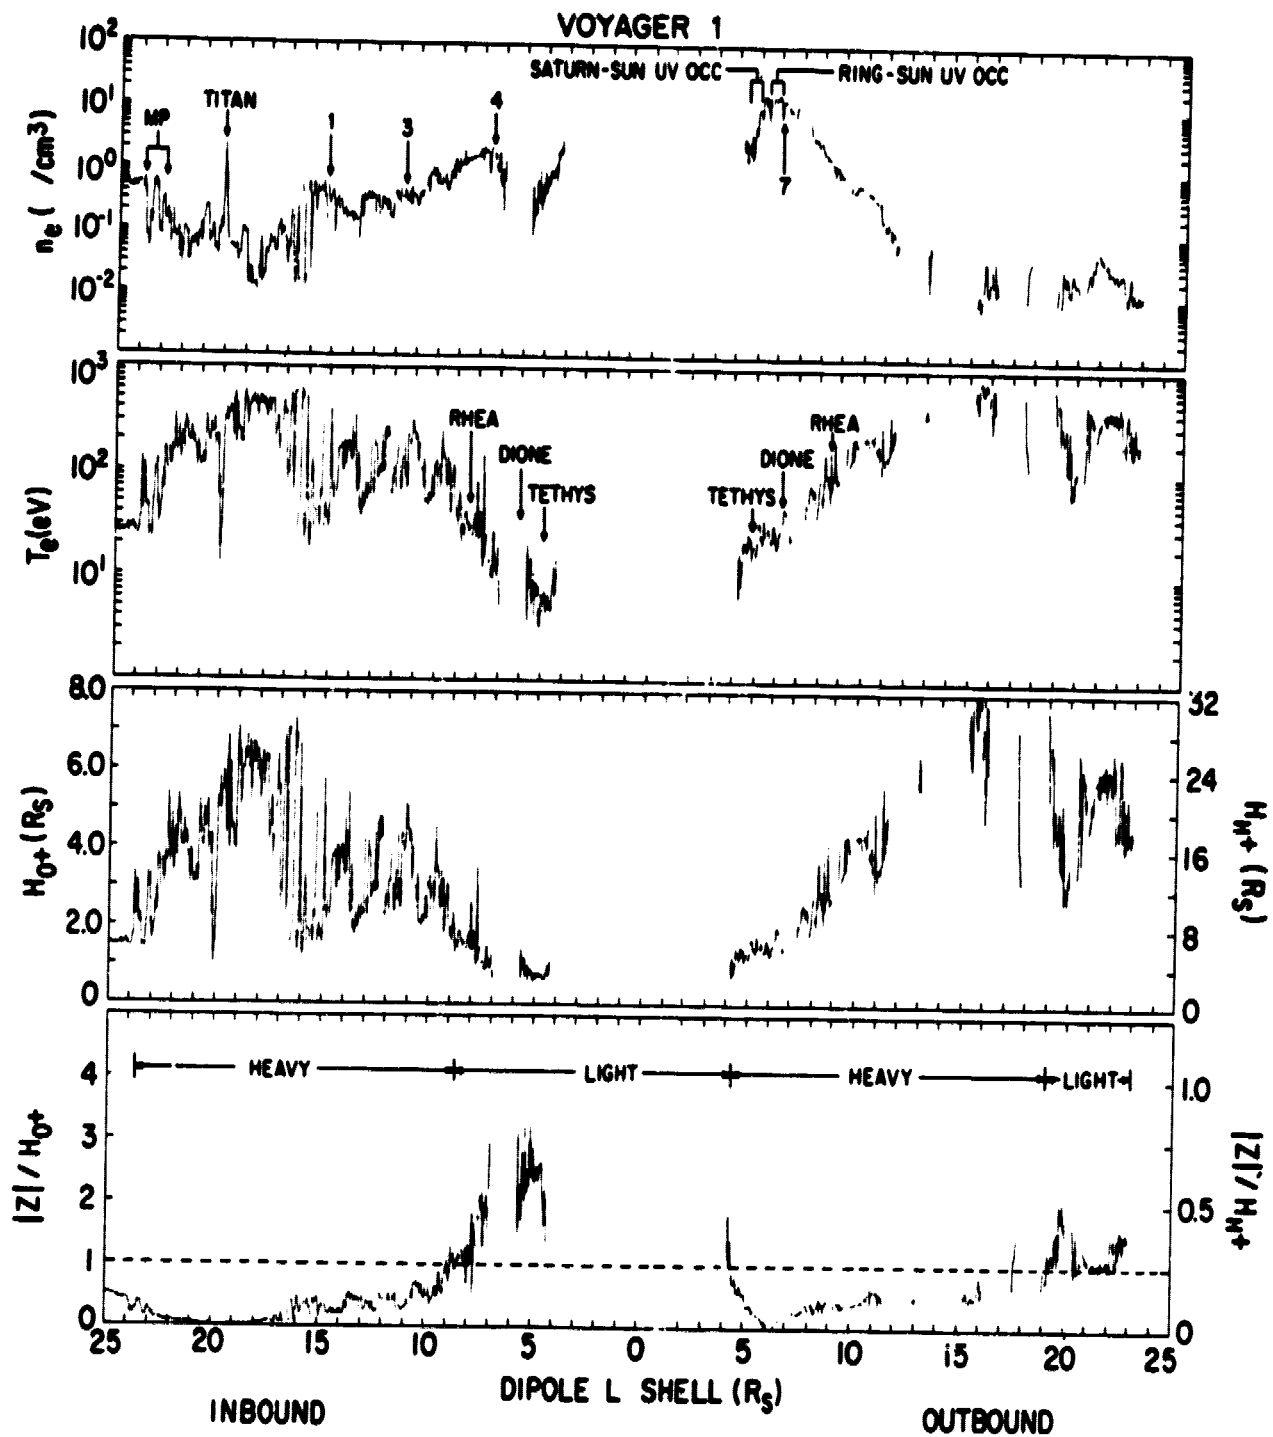 VOYAGER 1
SATURN-SUN UV OCC
RING-SUN UV OCC
MP
TITAN
1
3
4
7
10²
10¹
10⁰
10⁻¹
10⁻²
nₑ ( /cm³)
10³
10²
10¹
Tₑ(eV)
RHEA
DIONE
TETHYS
RHEA
DIONE
TETHYS
8.0
6.0
4.0
2.0
0
H₀₊ (Rₛ)
32
24
16
8
0
Hₙ₊ (Rₛ)
HEAVY
LIGHT
HEAVY
LIGHT
4
3
2
1
0
|Z| / H₀₊
1.0
0.5
0
|Z| / Hₙ₊
25 20 15 10 5 0 5 10 15 20 25
DIPOLE L SHELL (Rₛ)
INBOUND
OUTBOUND